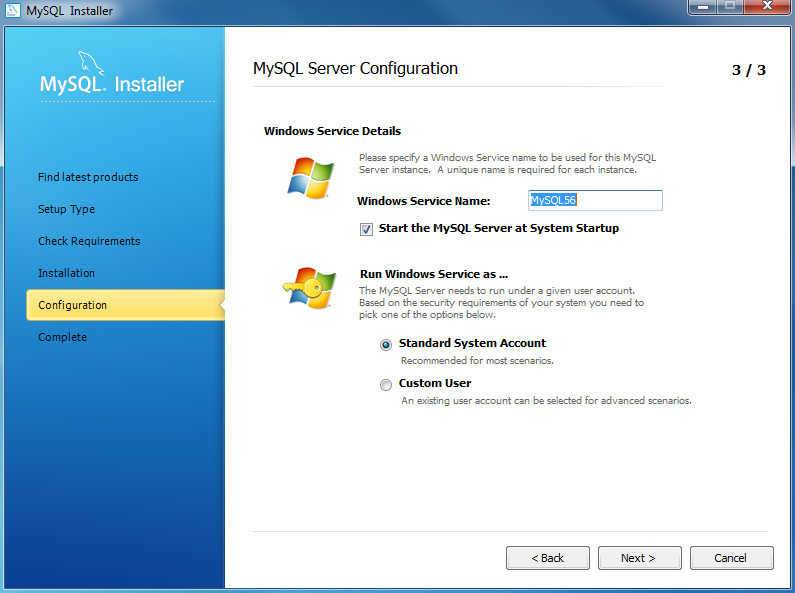 MySQL Installer
MySQL. Installer
Find latest products
Setup Type
Check Requirements
Installation
Configuration
Complete
MySQL Server Configuration
3 / 3
Windows Service Details
Please specify a Windows Service name to be used for this MySQL
Server instance. A unique name is required for each instance.
Windows Service Name:
MySQL56
Start the MySQL Server at System Startup
Run Windows Service as ...
The MySQL Server needs to run under a given user account.
Based on the security requirements of your system you need to
pick one of the options below.
Standard System Account
Recommended for most scenarios.
Custom User
An existing user account can be selected for advanced scenarios.
< Back
Next >
Cancel